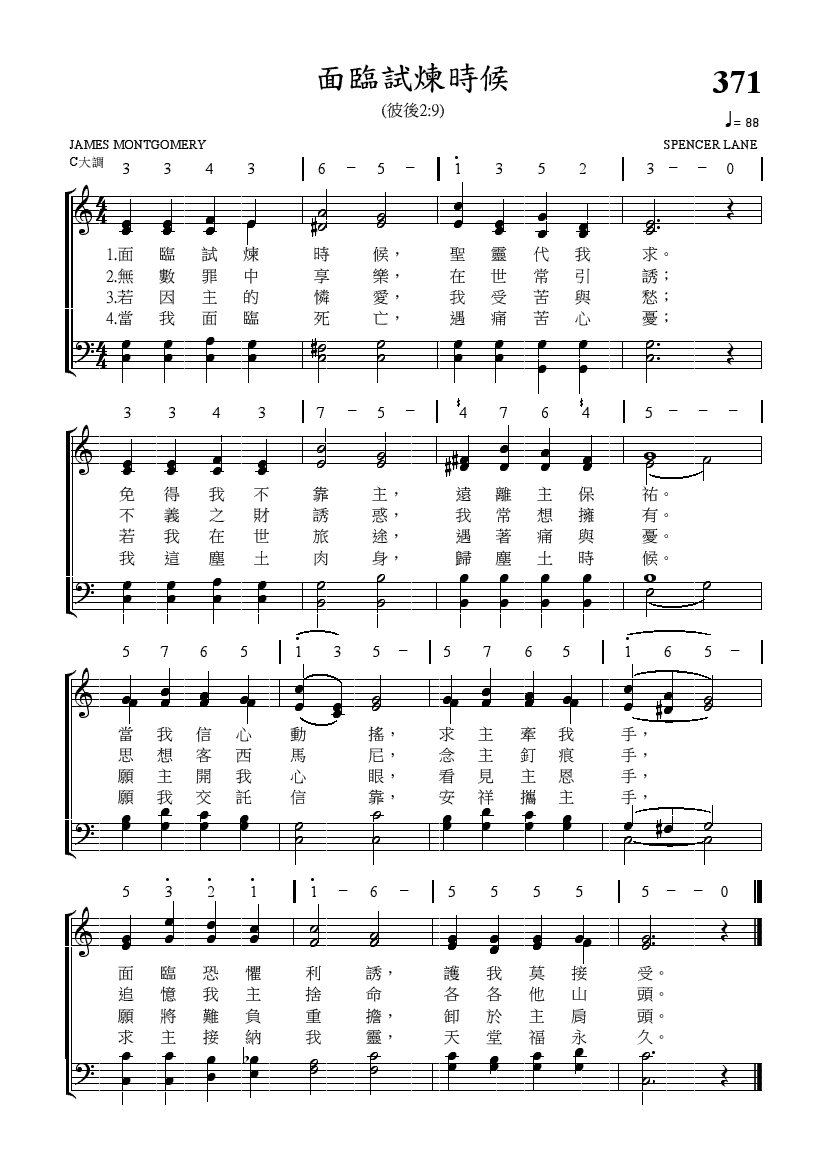 面臨試煉時候
371
(彼後2:9)
♩= 88
JAMES MONTGOMERY
SPENCER LANE
C大調
3 3 4 3 6 – 5 – 1̇ 3 5 2 3 – – 0
4/4
1.面臨試煉時候，聖靈代我求。
2.無數罪中享樂，在世常引誘；
3.若因主的憐愛，我受苦與愁；
4.當我面臨死亡，遇痛苦心憂；
4/4
3 3 4 3 7 – 5 – 4 7 6 4 5 – – –
免得我不靠主，遠離主保祐。
不義之財誘惑，我常想擁有。
若我在世旅途，遇著痛與憂。
我這塵土肉身，歸塵土時候。
5 7 6 5 1̇ 3 5 – 5 7 6 5 1̇ 6 5 –
當我信心動搖，求主牽我手，
思想客西馬尼，念主釘痕手，
願主開我心眼，看見主恩手，
願我交託信靠，安祥攜主手，
5 3̇ 2̇ 1̇ 1̇ – 6 – 5 5 5 5 5 – – 0
面臨恐懼利誘，護我莫接受。
追憶我主捨命各各他山頭。
願將難負重擔，卸於主肩頭。
求主接納我靈，天堂福永久。